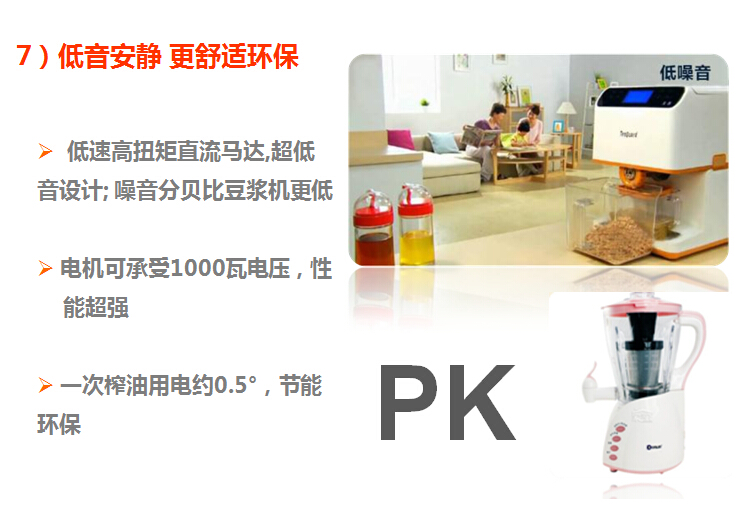 7）低音安静 更舒适环保
低噪音
低速高扭矩直流马达,超低
音设计; 噪音分贝比豆浆机更低
电机可承受1000瓦电压，性
能超强
一次榨油用电约0.5°，节能
环保
PK